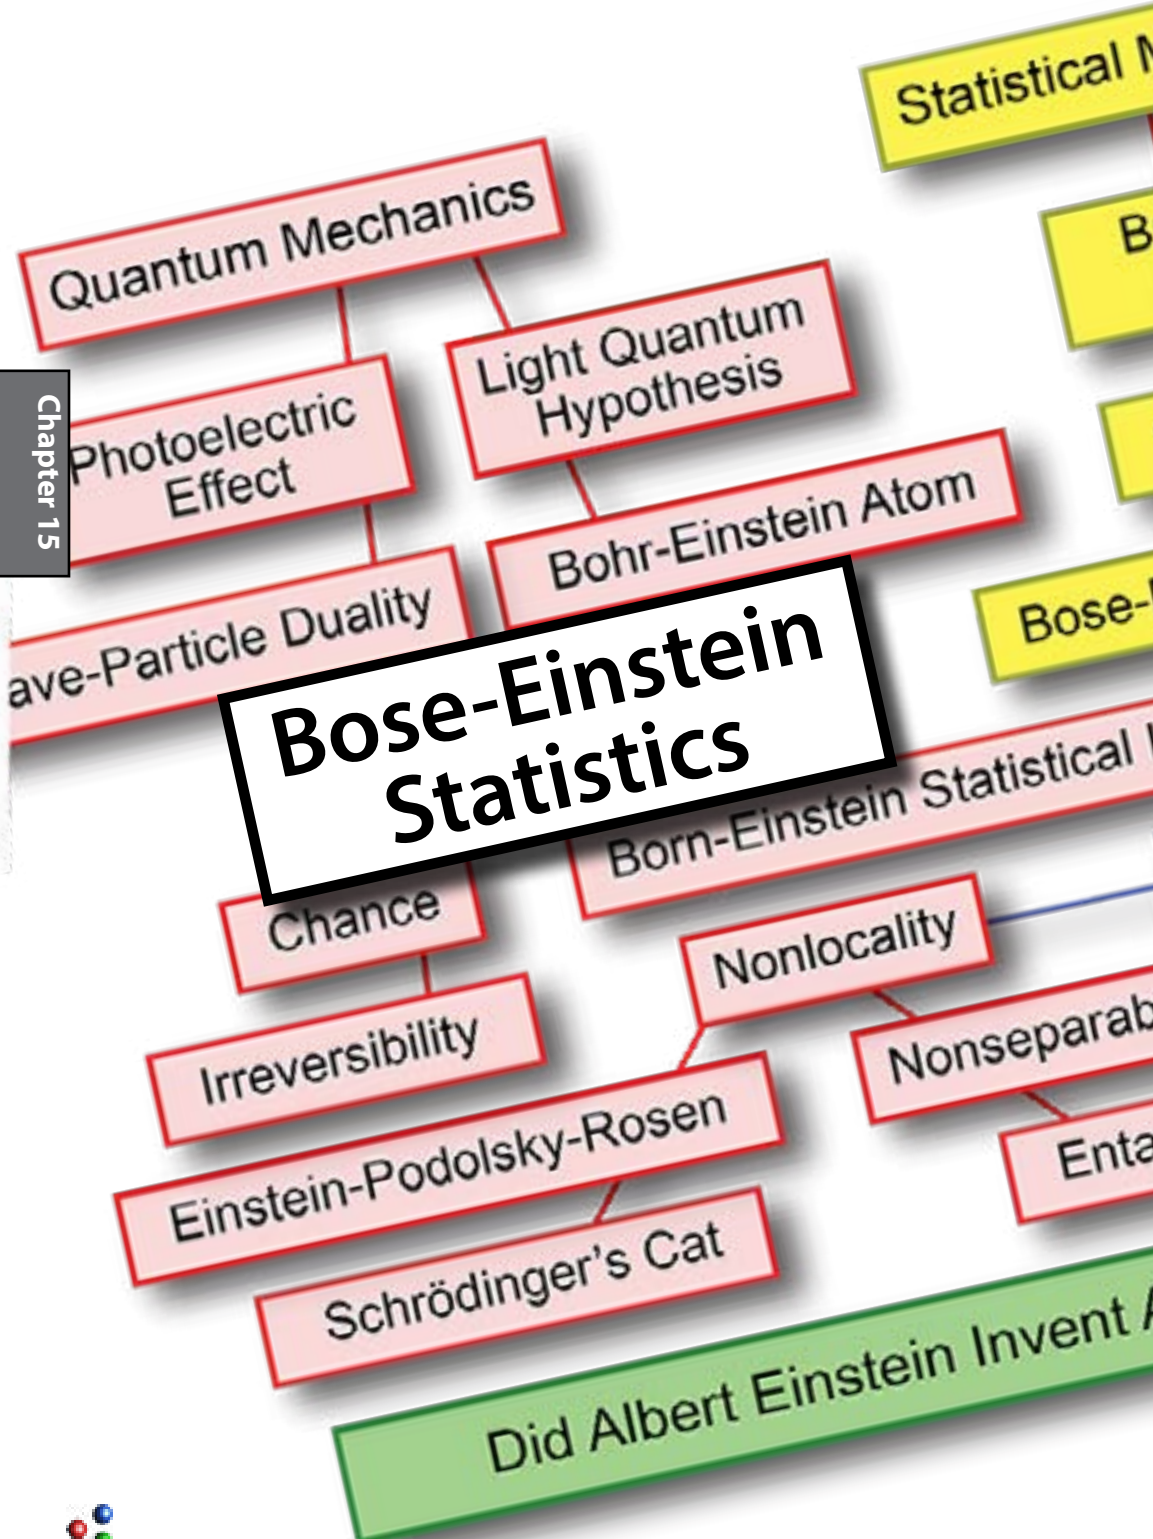 Statistical
Quantum Mechanics
B
Light Quantum
Hypothesis
Photoelectric
Effect
Chapter 15
Bohr-Einstein Atom
ave-Particle Duality
Bose-
Bose-Einstein
Statistics
Born-Einstein Statistical
Chance
Nonlocality
Irreversibility
Nonseparab
Einstein-Podolsky-Rosen
Enta
Schrödinger’s Cat
Did Albert Einstein Invent